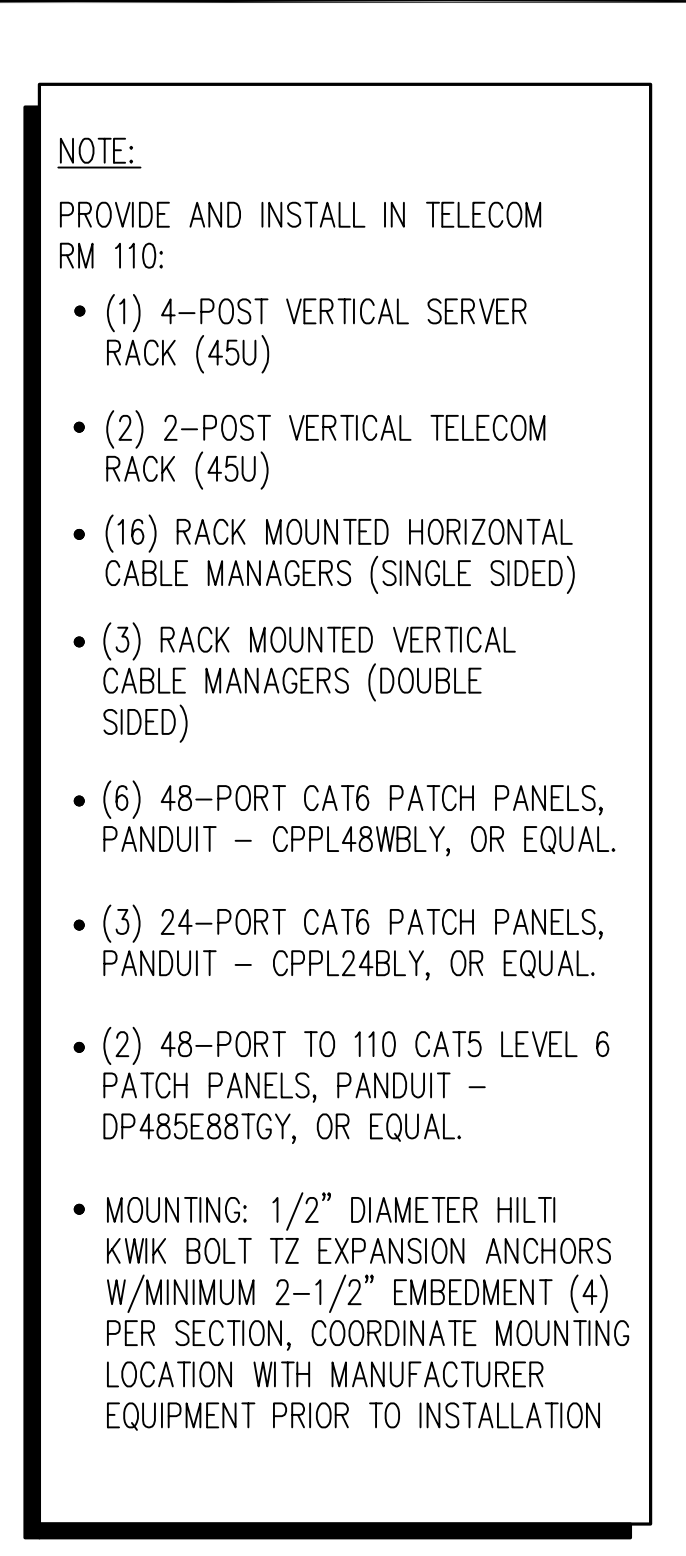 NOTE:
PROVIDE AND INSTALL IN TELECOM
RM 110:
• (1) 4–POST VERTICAL SERVER
RACK (45U)
• (2) 2–POST VERTICAL TELECOM
RACK (45U)
• (16) RACK MOUNTED HORIZONTAL
CABLE MANAGERS (SINGLE SIDED)
• (3) RACK MOUNTED VERTICAL
CABLE MANAGERS (DOUBLE
SIDED)
• (6) 48–PORT CAT6 PATCH PANELS,
PANDUIT – CPPL48WBLY, OR EQUAL.
• (3) 24–PORT CAT6 PATCH PANELS,
PANDUIT – CPPL24BLY, OR EQUAL.
• (2) 48–PORT TO 110 CAT5 LEVEL 6
PATCH PANELS, PANDUIT –
DP485E88TGY, OR EQUAL.
• MOUNTING: 1/2” DIAMETER HILTI
KWIK BOLT TZ EXPANSION ANCHORS
W/MINIMUM 2–1/2” EMBEDMENT (4)
PER SECTION, COORDINATE MOUNTING
LOCATION WITH MANUFACTURER
EQUIPMENT PRIOR TO INSTALLATION